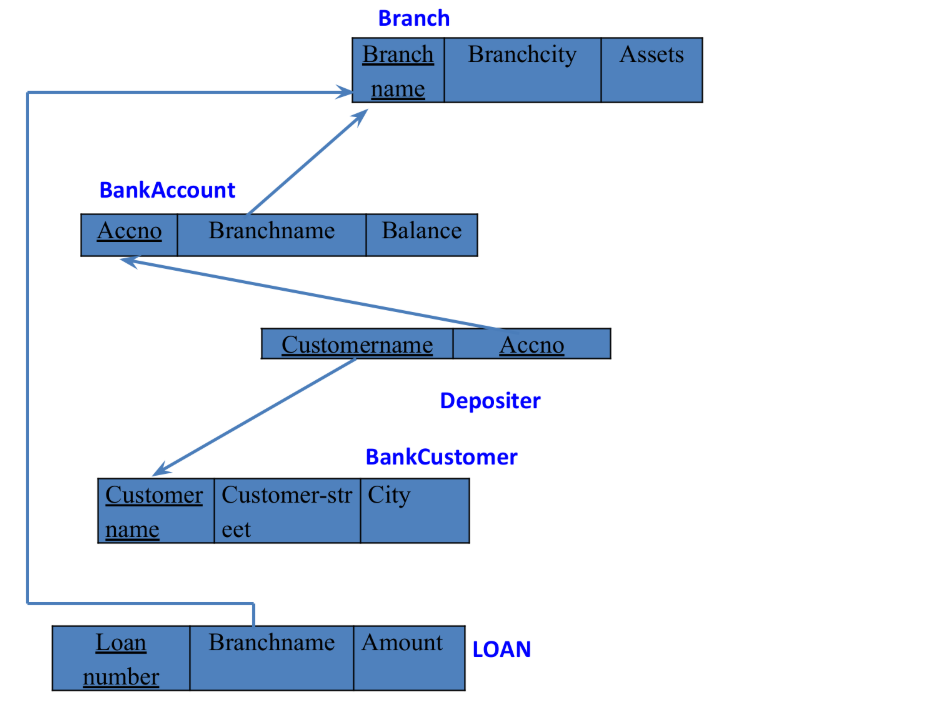 Branch
Branch Branchcity Assets
name
BankAccount
Accno Branchname Balance
Customername Accno
Depositer
BankCustomer
Customer Customer-str City
name eet
Loan Branchname Amount LOAN
number